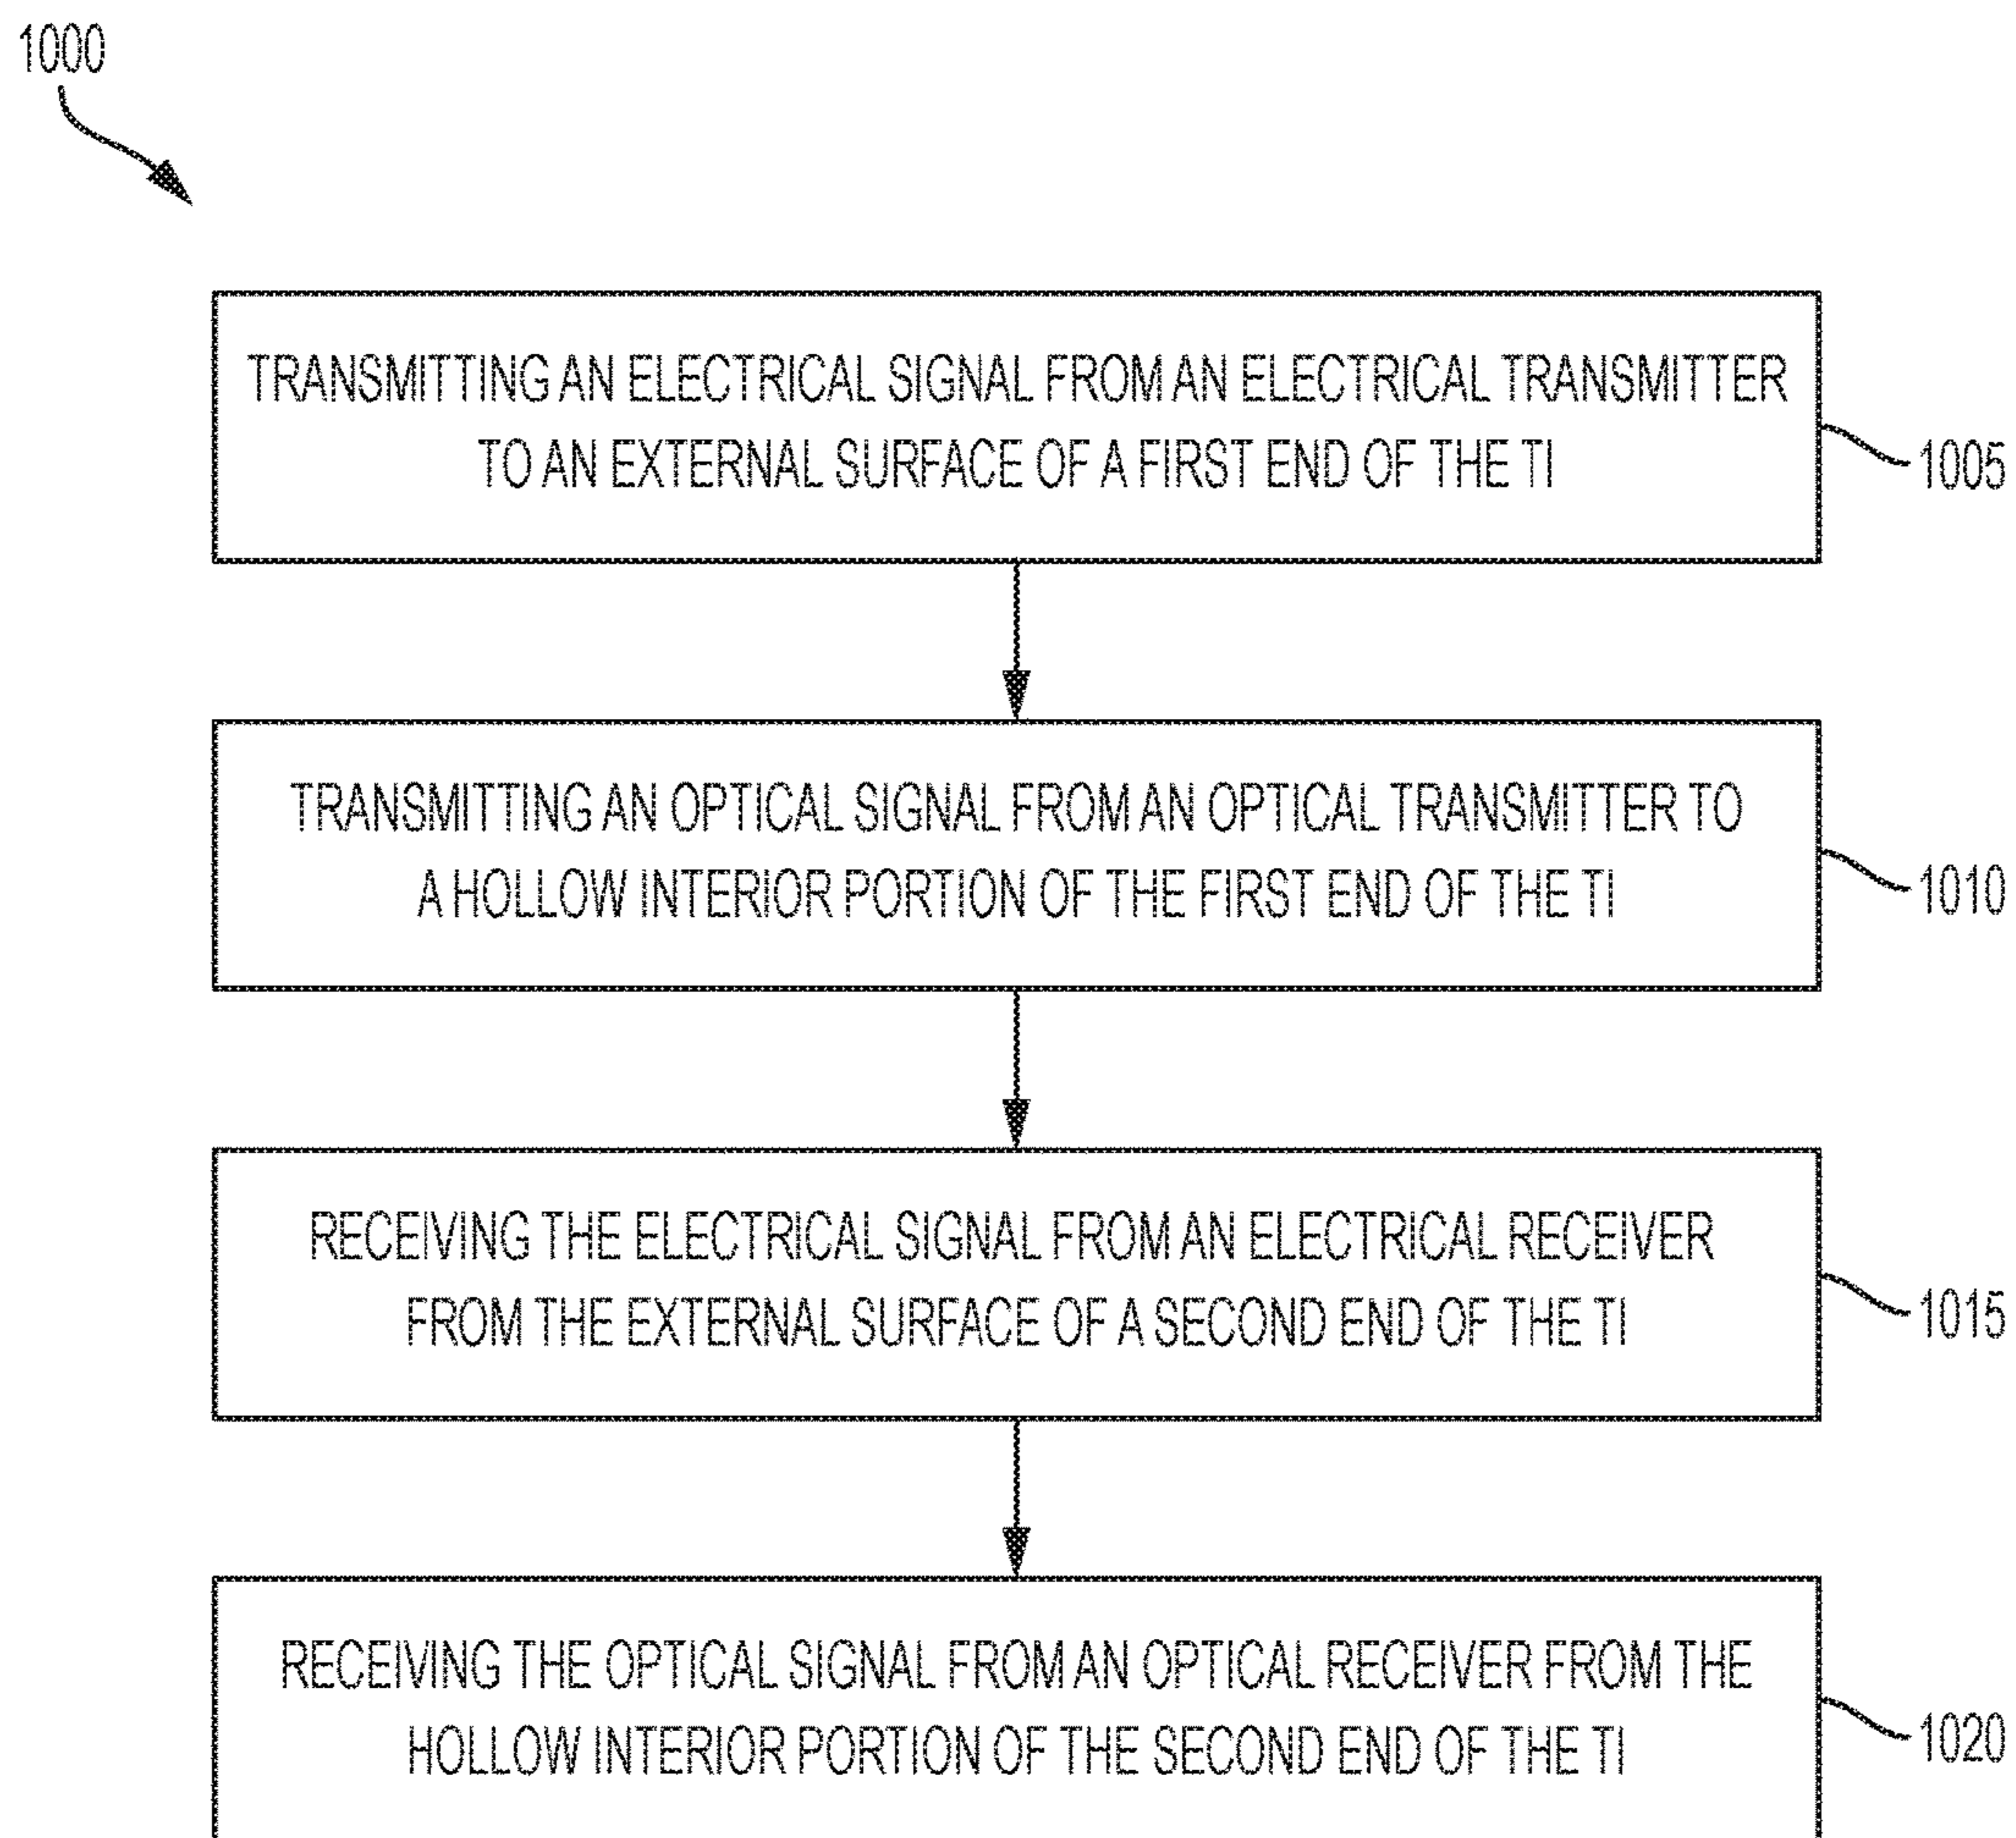 1000
TRANSMITTING AN ELECTRICAL SIGNAL FROM AN ELECTRICAL TRANSMITTER
TO AN EXTERNAL SURFACE OF A FIRST END OF THE TI
1005
TRANSMITTING AN OPTICAL SIGNAL FROM AN OPTICAL TRANSMITTER TO
A HOLLOW INTERIOR PORTION OF THE FIRST END OF THE TI
1010
RECEIVING THE ELECTRICAL SIGNAL FROM AN ELECTRICAL RECEIVER
FROM THE EXTERNAL SURFACE OF A SECOND END OF THE TI
1015
RECEIVING THE OPTICAL SIGNAL FROM AN OPTICAL RECEIVER FROM THE
HOLLOW INTERIOR PORTION OF THE SECOND END OF THE TI
1020